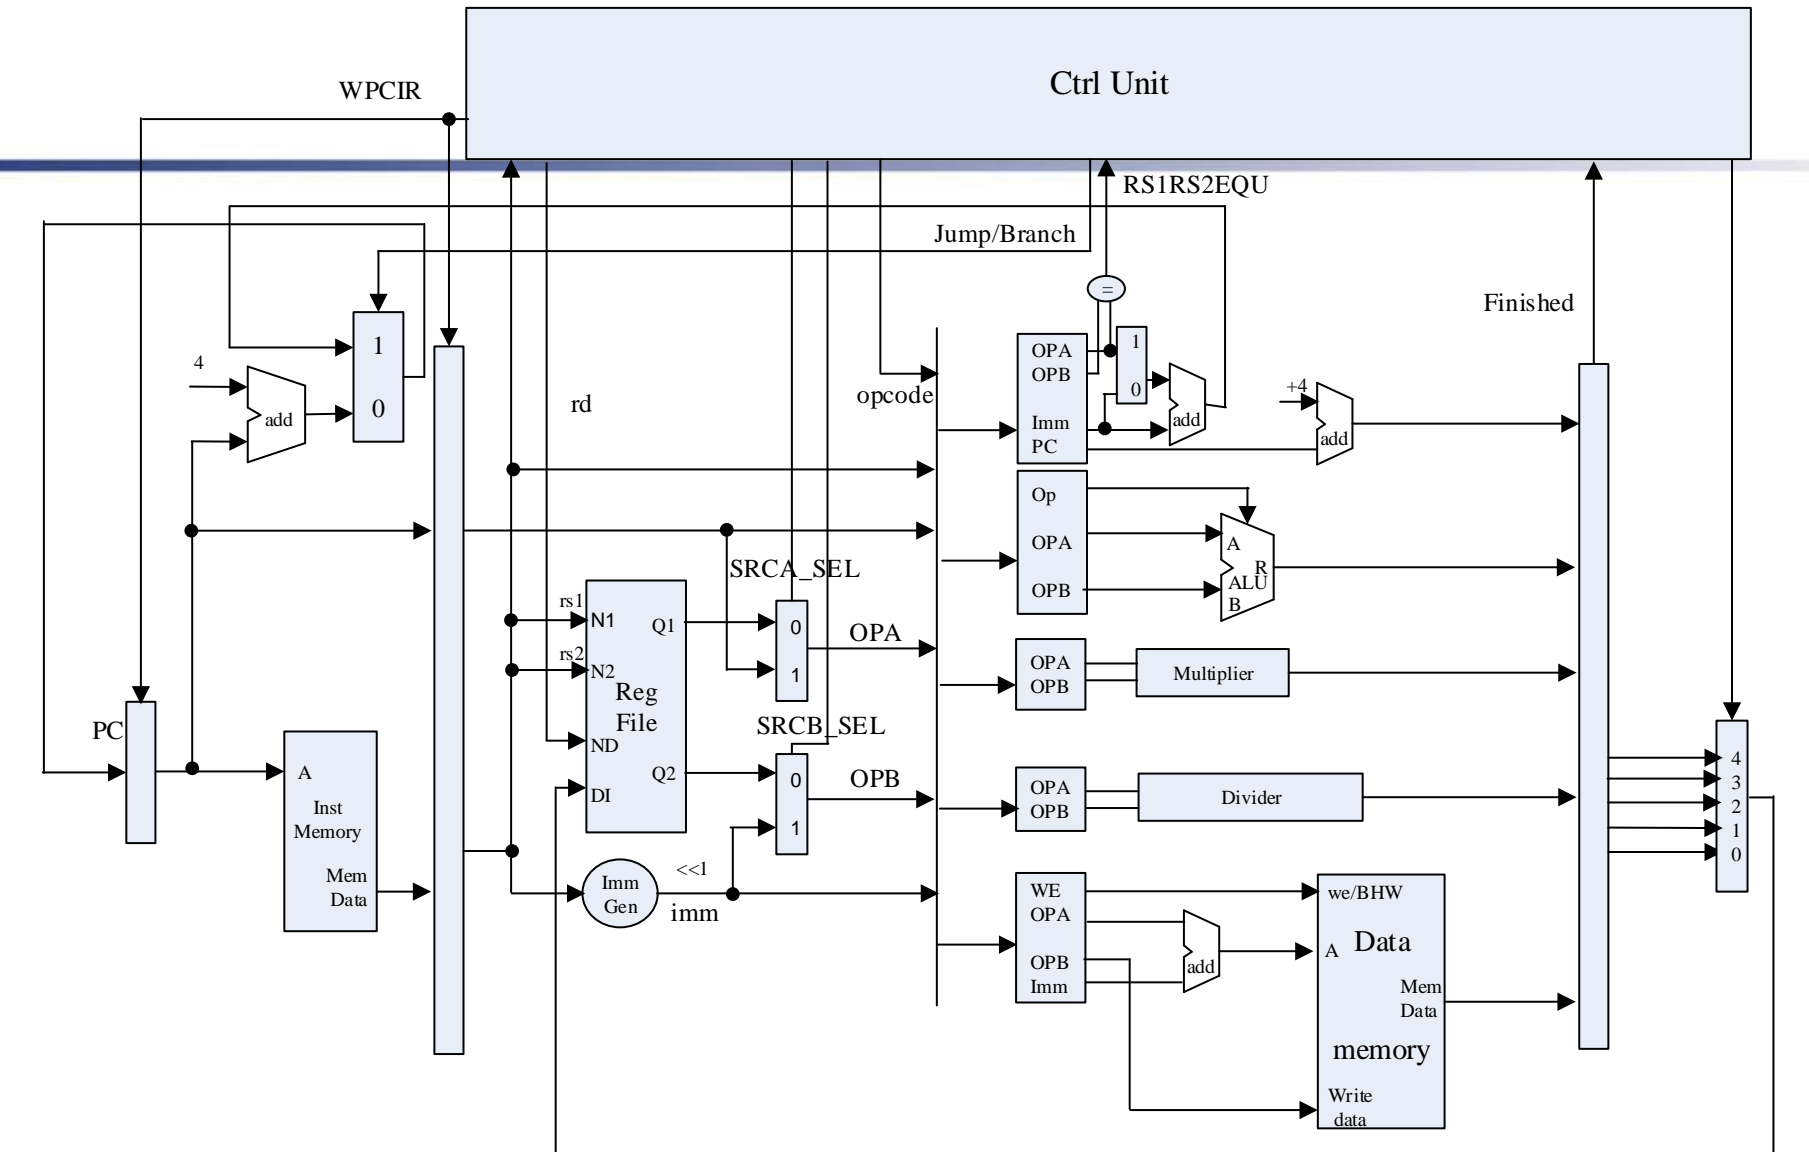 Ctrl Unit
WPCIR
RS1RS2EQU
Jump/Branch
=
Finished
1
0
4
add
rd
opcode
OPA
OPB
Imm
PC
1
0
add
+4
add
Op
OPA
OPB
A
R
ALU
B
SRCA_SEL
rs1
N1
Q1
rs2
N2
Reg
File
ND
Q2
DI
0
1
OPA
SRCB_SEL
0
1
OPB
OPA
OPB
Multiplier
PC
A
Inst
Memory
Mem
Data
OPA
OPB
Divider
4
3
2
1
0
Imm
Gen
<<1
imm
WE
OPA
OPB
Imm
add
we/BHW
A
Data
Mem
Data
memory
Write
data